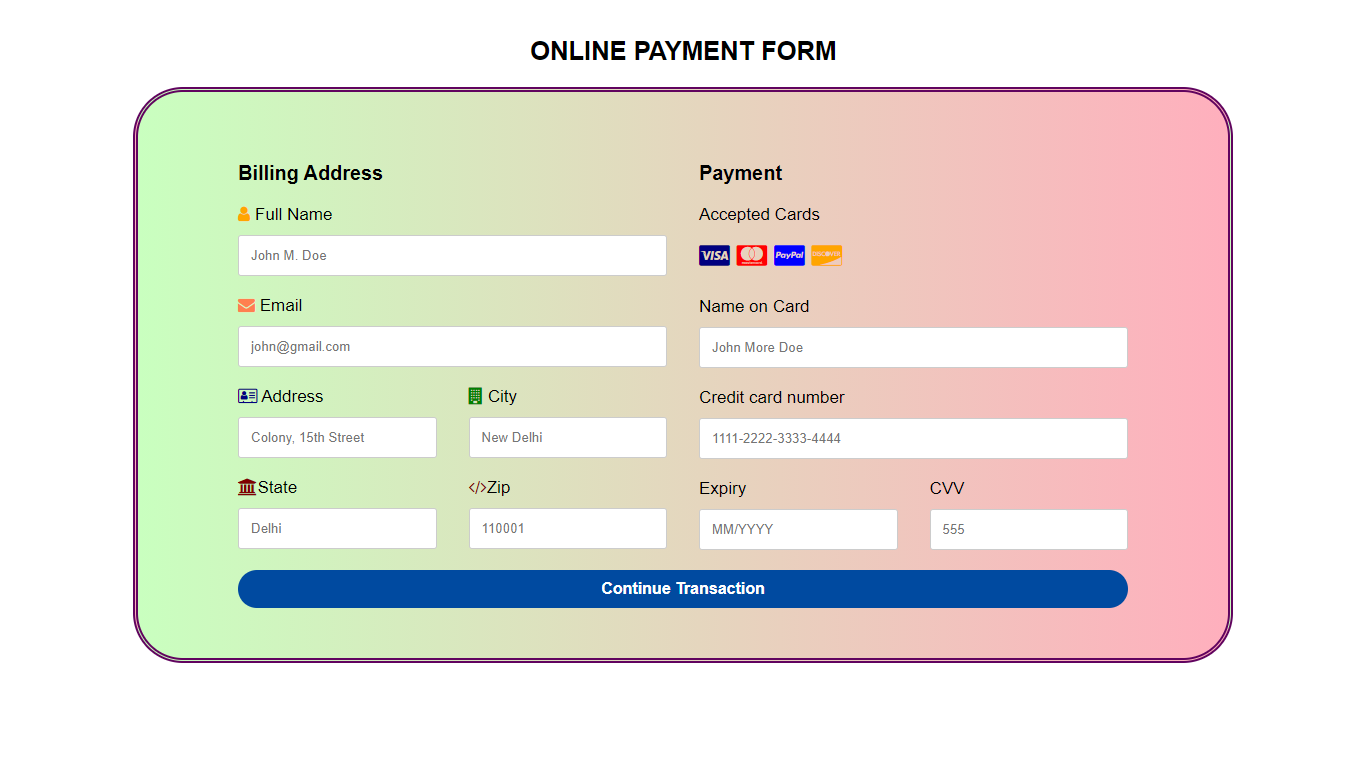 ONLINE PAYMENT FORM
Billing Address
Full Name
John M. Doe
Email
john@gmail.com
Address City
Colony, 15th Street New Delhi
State </>Zip
Delhi 110001
Payment
Accepted Cards
VISA mastercard PayPal DISCOVER
Name on Card
John More Doe
Credit card number
1111-2222-3333-4444
Expiry CVV
MM/YYYY 555
Continue Transaction